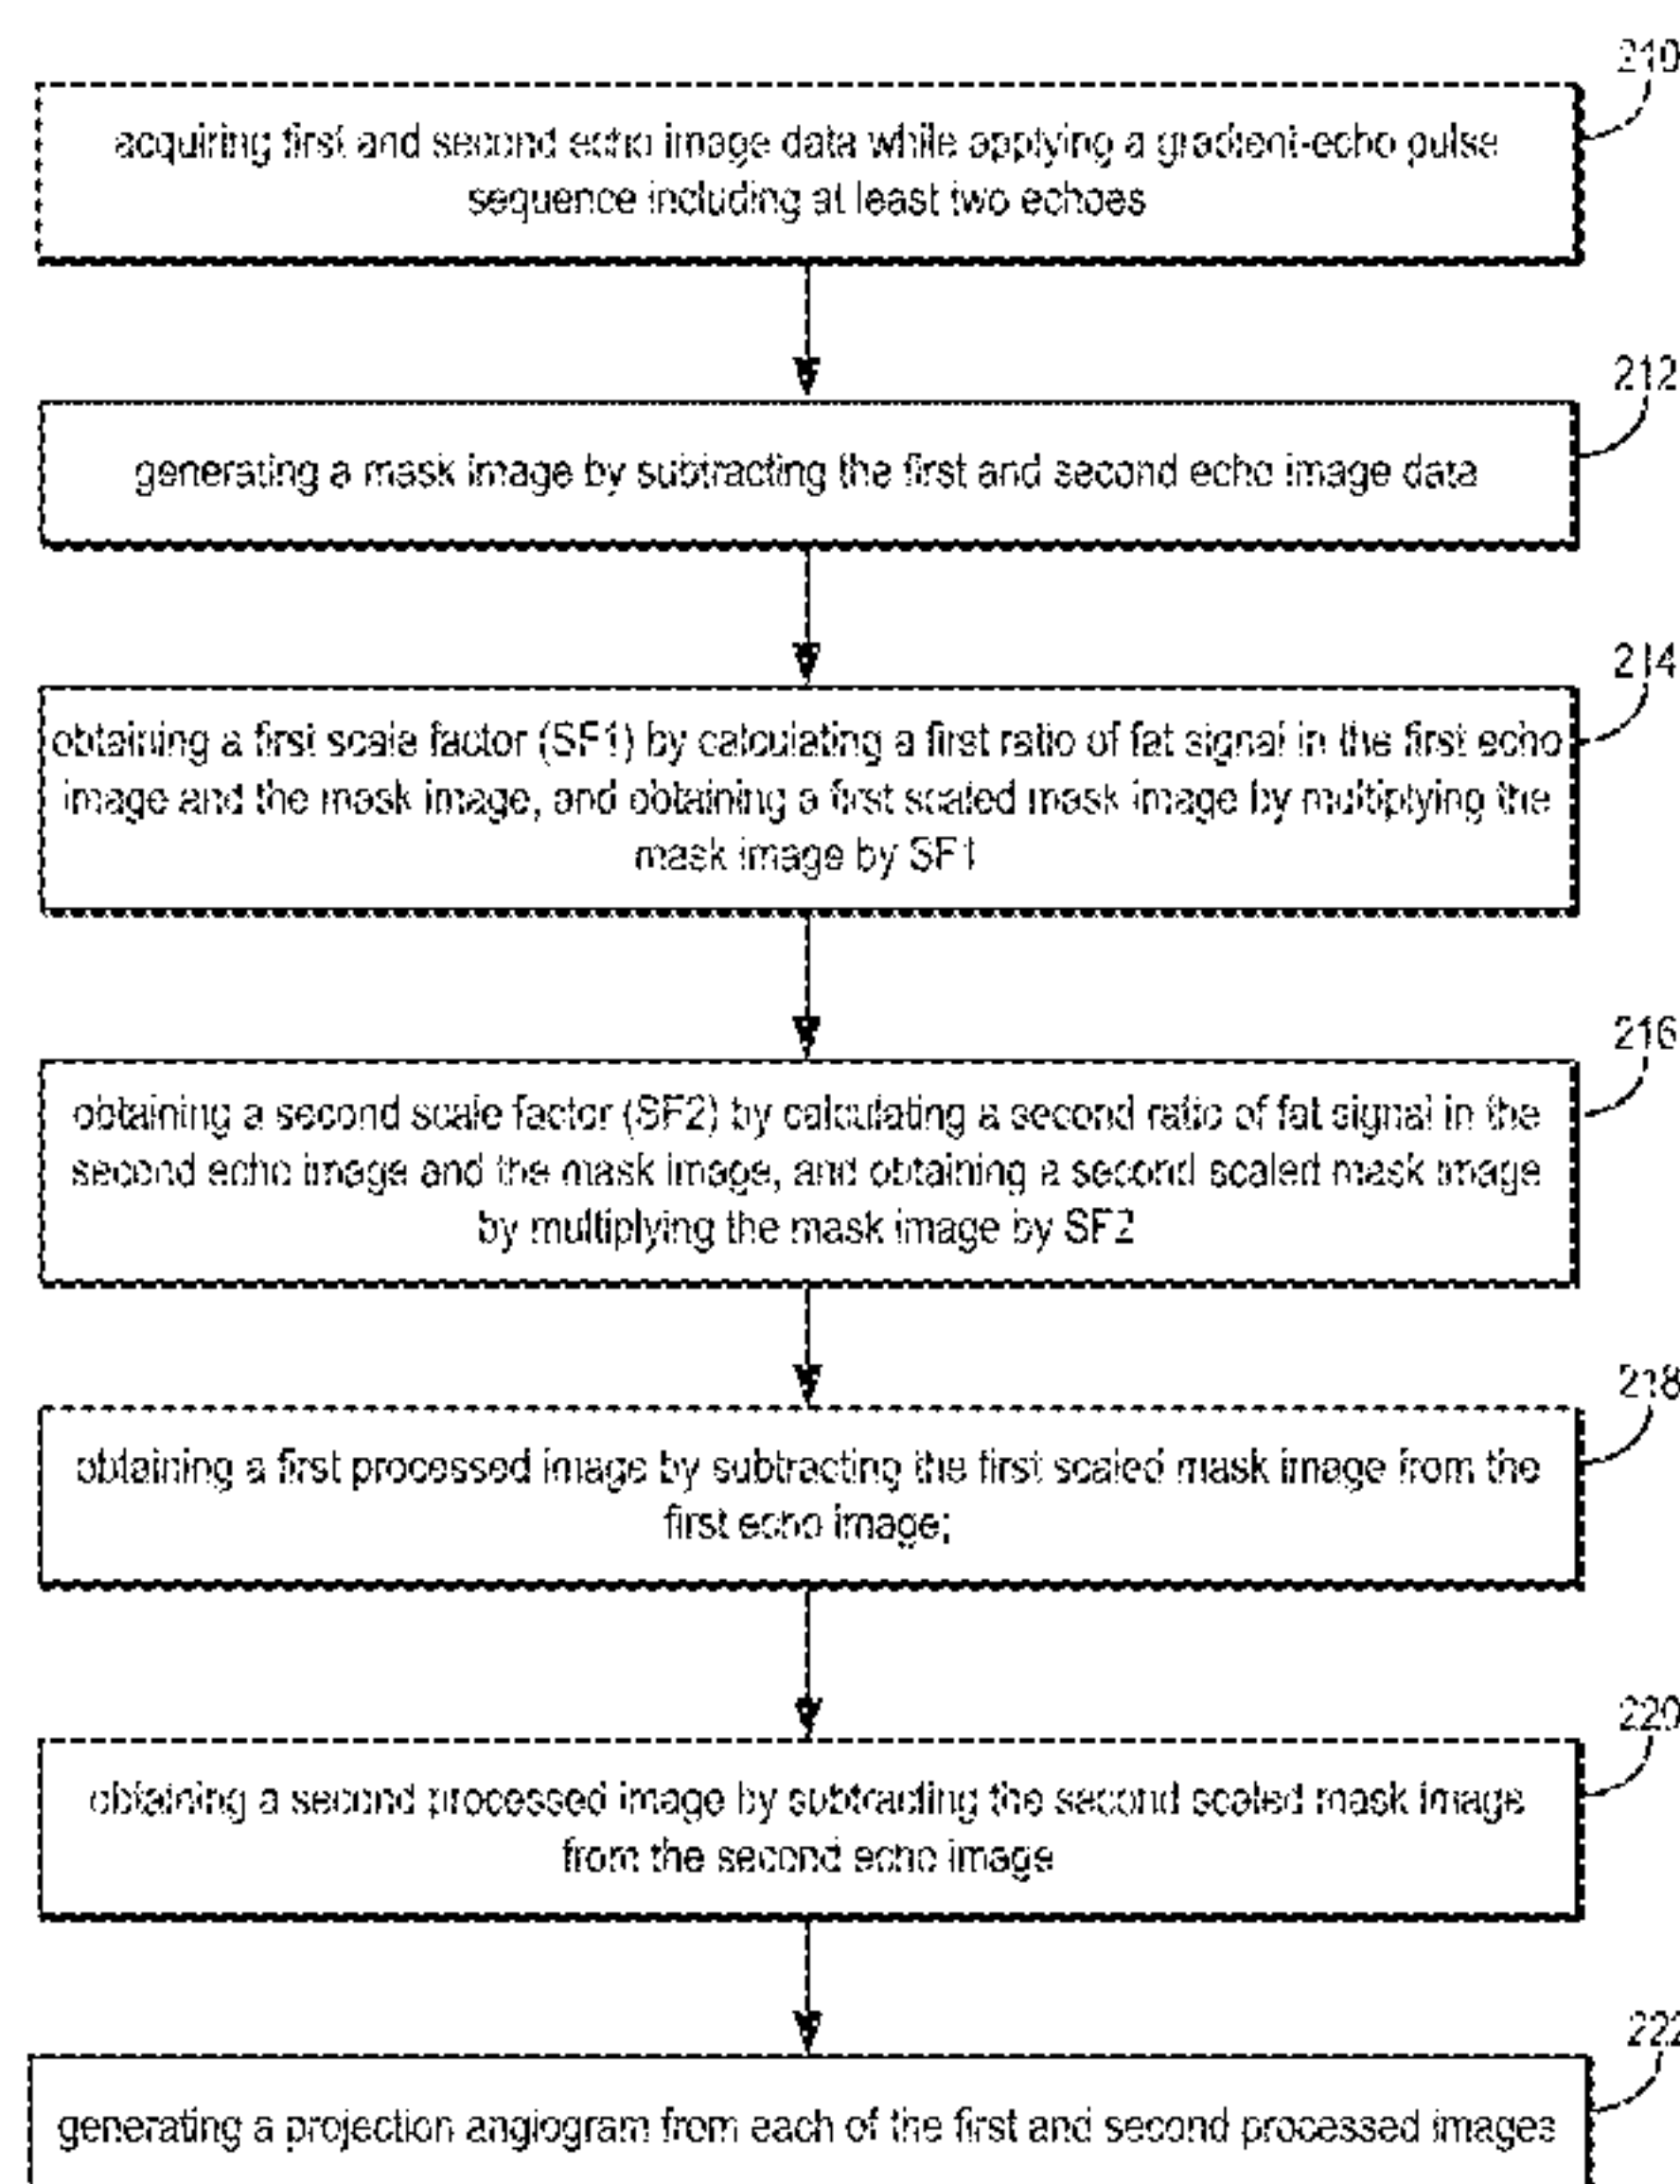 210
acquiring first and second echo image data while applying a gradient-echo pulse
sequence including at least two echoes
212
generating a mask image by subtracting the first and second echo image data
214
obtaining a first scale factor (SF1) by calculating a first ratio of fat signal in the first echo
image and the mask image, and obtaining a first scaled mask image by multiplying the
mask image by SF1
216
obtaining a second scale factor (SF2) by calculating a second ratio of fat signal in the
second echo image and the mask image, and obtaining a second scaled mask image
by multiplying the mask image by SF2
218
obtaining a first processed image by subtracting the first scaled mask image from the
first echo image;
220
obtaining a second processed image by subtracting the second scaled mask image
from the second echo image
222
generating a projection angiogram from each of the first and second processed images